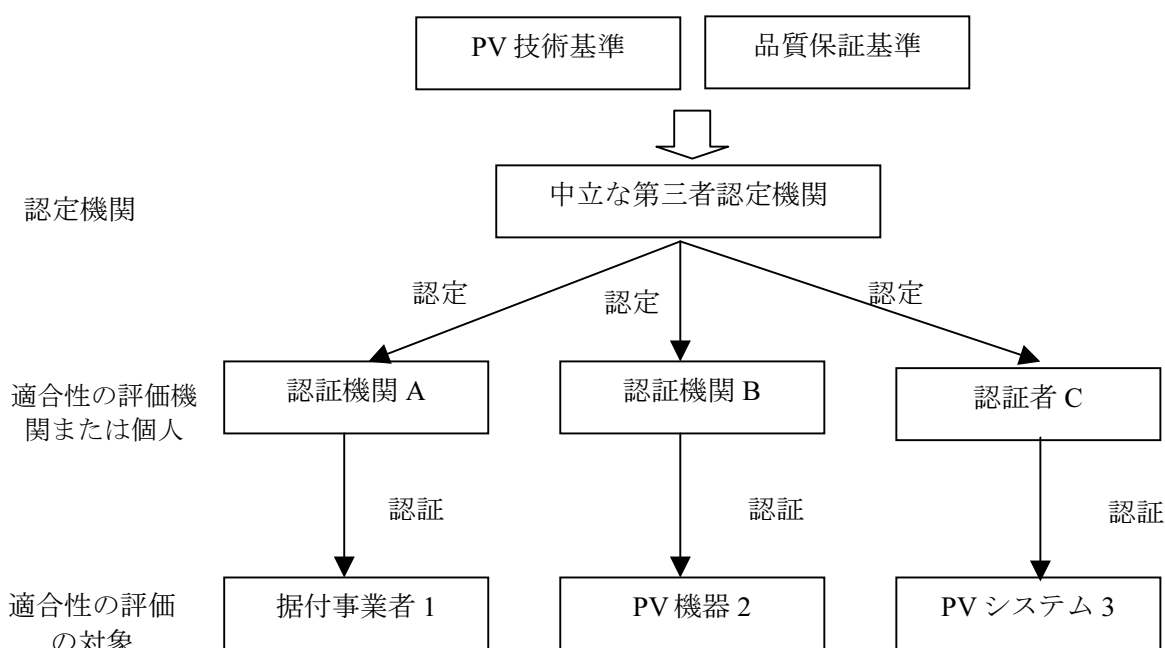 PV 技術基準
品質保証基準
中立な第三者認定機関
認定機関
認定
認定
認定
適合性の評価機
関または個人
認証機関 A
認証機関 B
認証者 C
認証
認証
認証
適合性の評価
の対象
据付事業者 1
PV 機器 2
PV システム 3